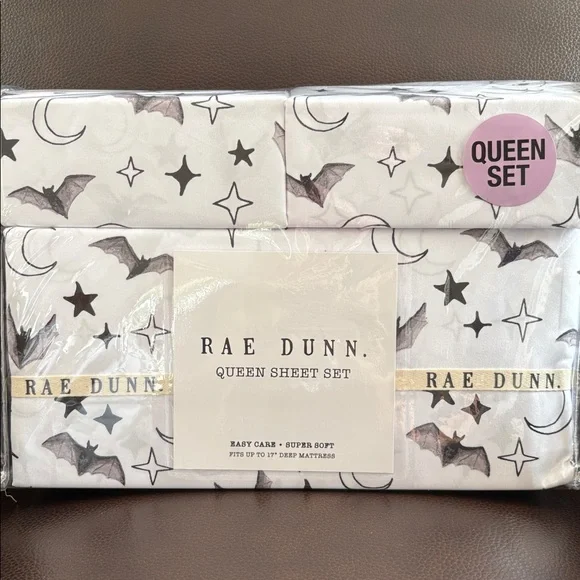 QUEEN
SET
RAE DUNN.
QUEEN SHEET SET
RAE DUNN.
RAE DUNN.
EASY CARE • SUPER SOFT
FITS UP TO 17" DEEP MATTRESS